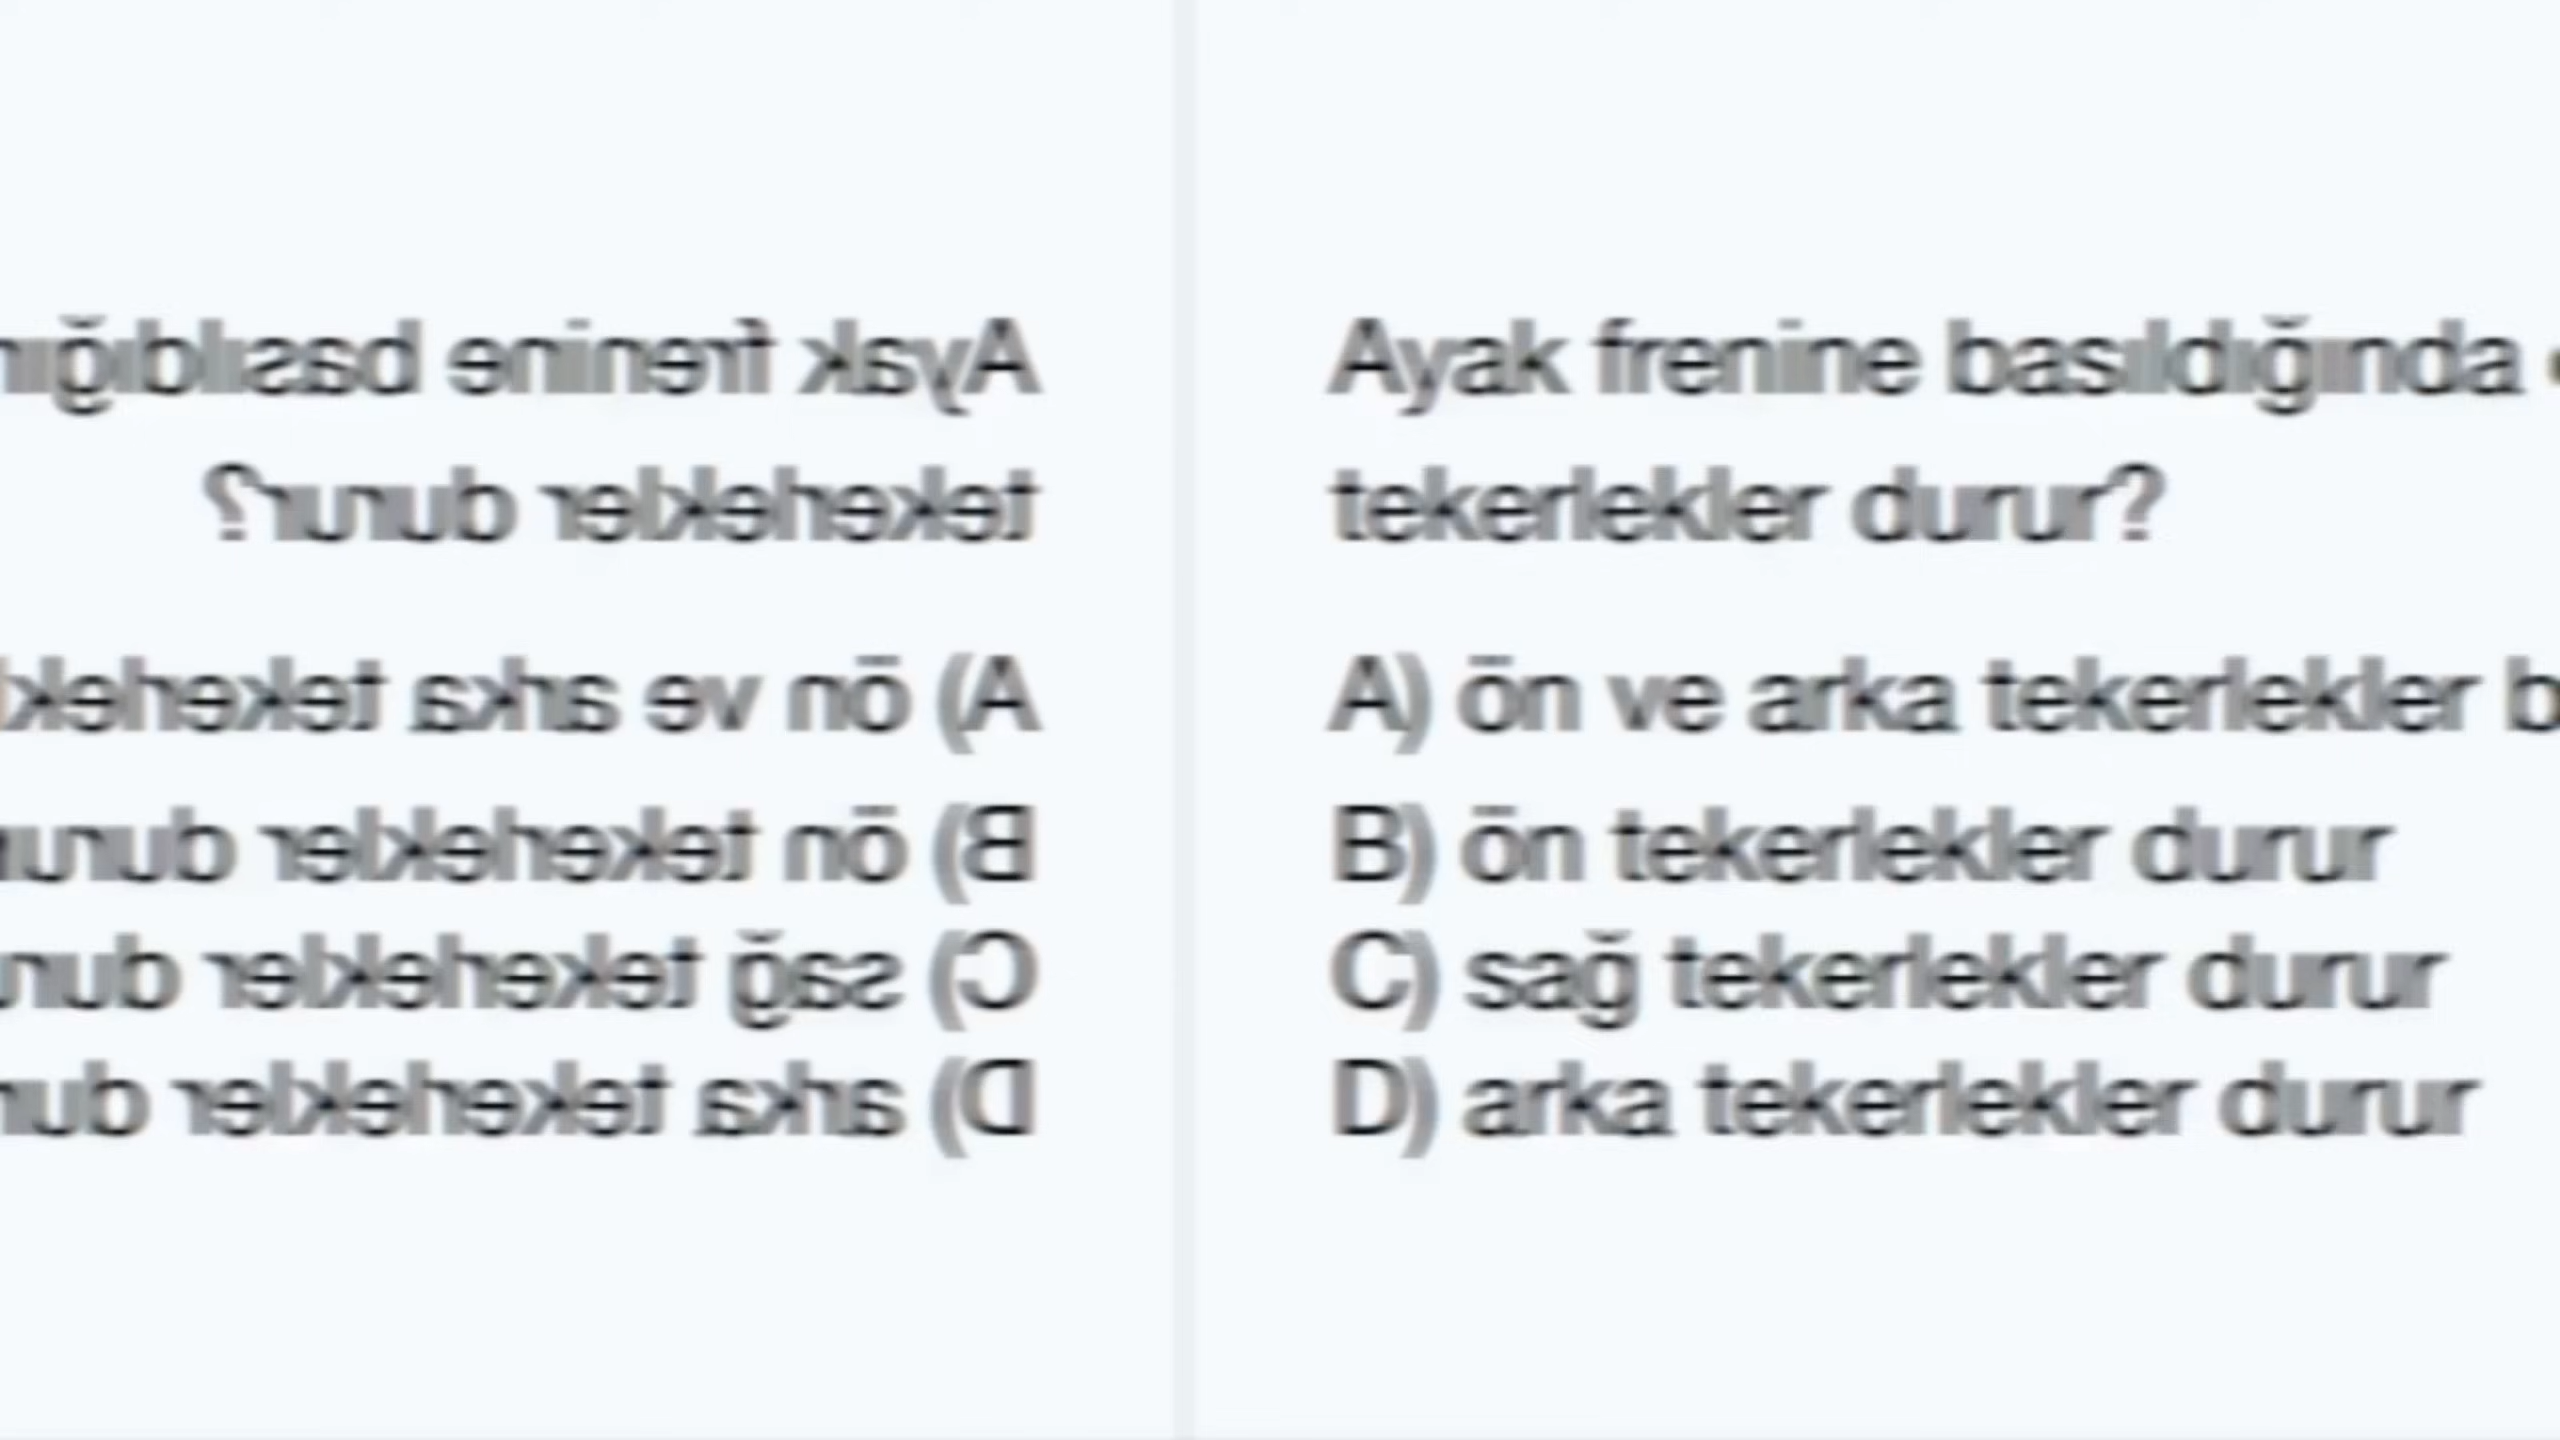 Ayak frenine basıldığında
tekerlekler durur?
A) ön ve arka tekerlekler b
B) ön tekerlekler durur
C) sağ tekerlekler durur
D) arka tekerlekler durur